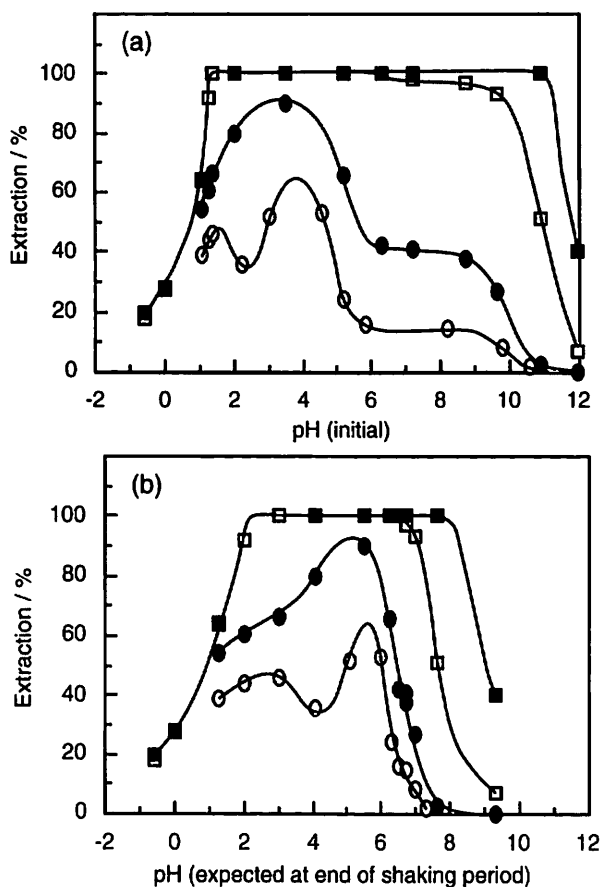 (a)
100
80
60
40
20
0
Extraction / %
-2 0 2 4 6 8 10 12
pH (initial)
(b)
100
80
60
40
20
0
Extraction / %
-2 0 2 4 6 8 10 12
pH (expected at end of shaking period)